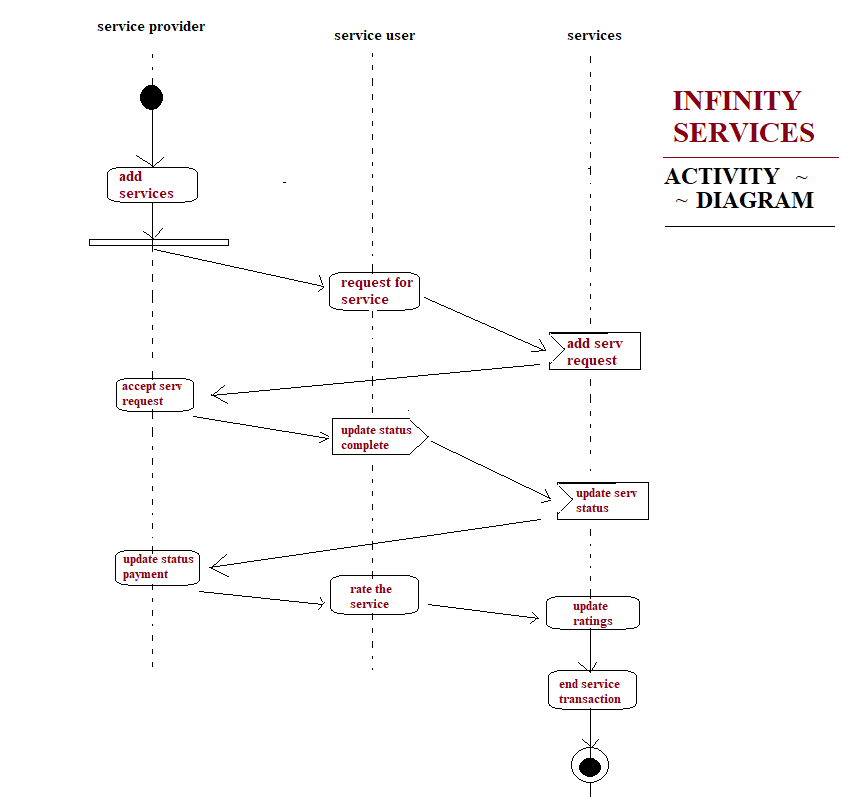 service provider
service user
services
INFINITY
SERVICES
ACTIVITY ~
~ DIAGRAM
add
services
request for
service
add serv
request
accept serv
request
update status
complete
update serv
status
update status
payment
rate the
service
update
ratings
end service
transaction